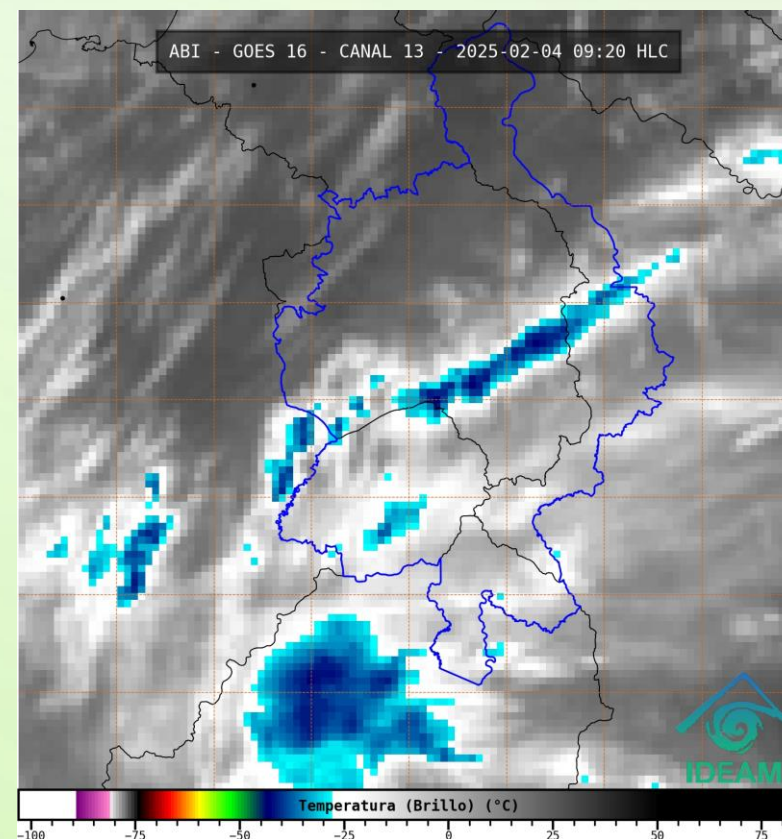 ABI - GOES 16 - CANAL 13 - 2025-02-04 09:20 HLC
IDEAM
Temperatura (Brillo) (°C)
−100 −75 −50 −25 0 25 50 75